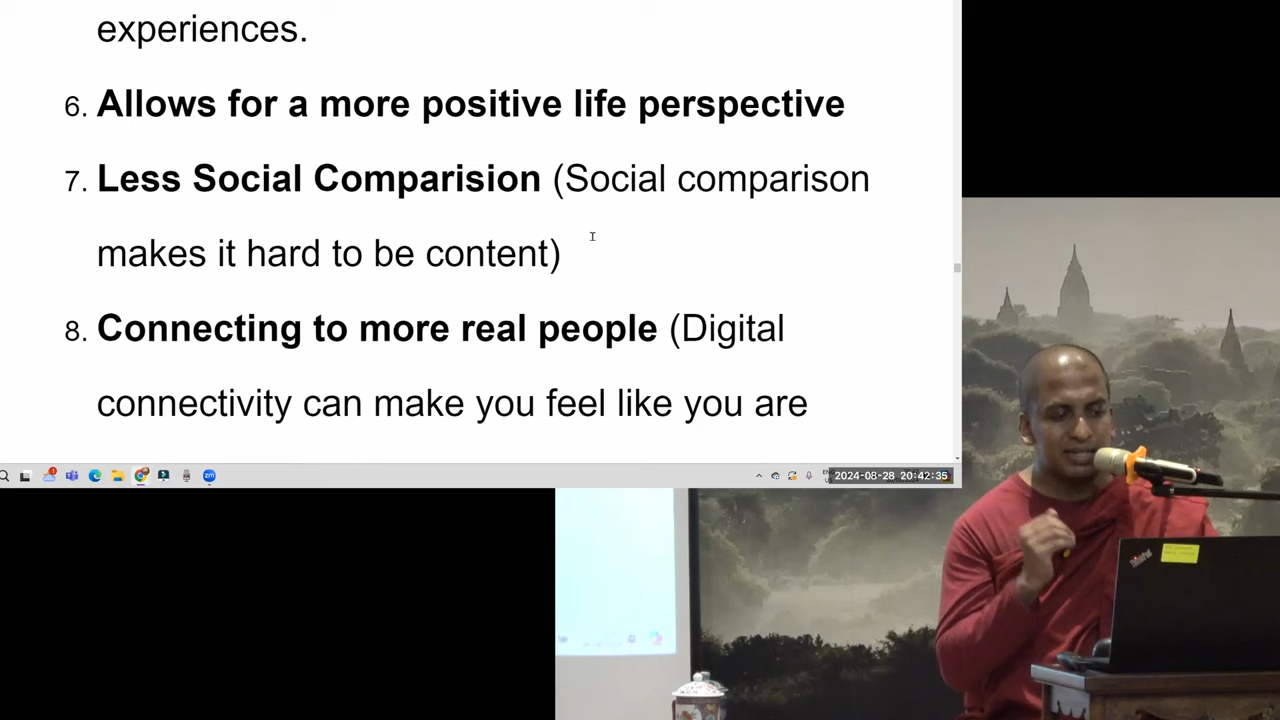 experiences.
6. Allows for a more positive life perspective
7. Less Social Comparision (Social comparison
makes it hard to be content)
8. Connecting to more real people (Digital
connectivity can make you feel like you are
2024-08-28 20:42:35